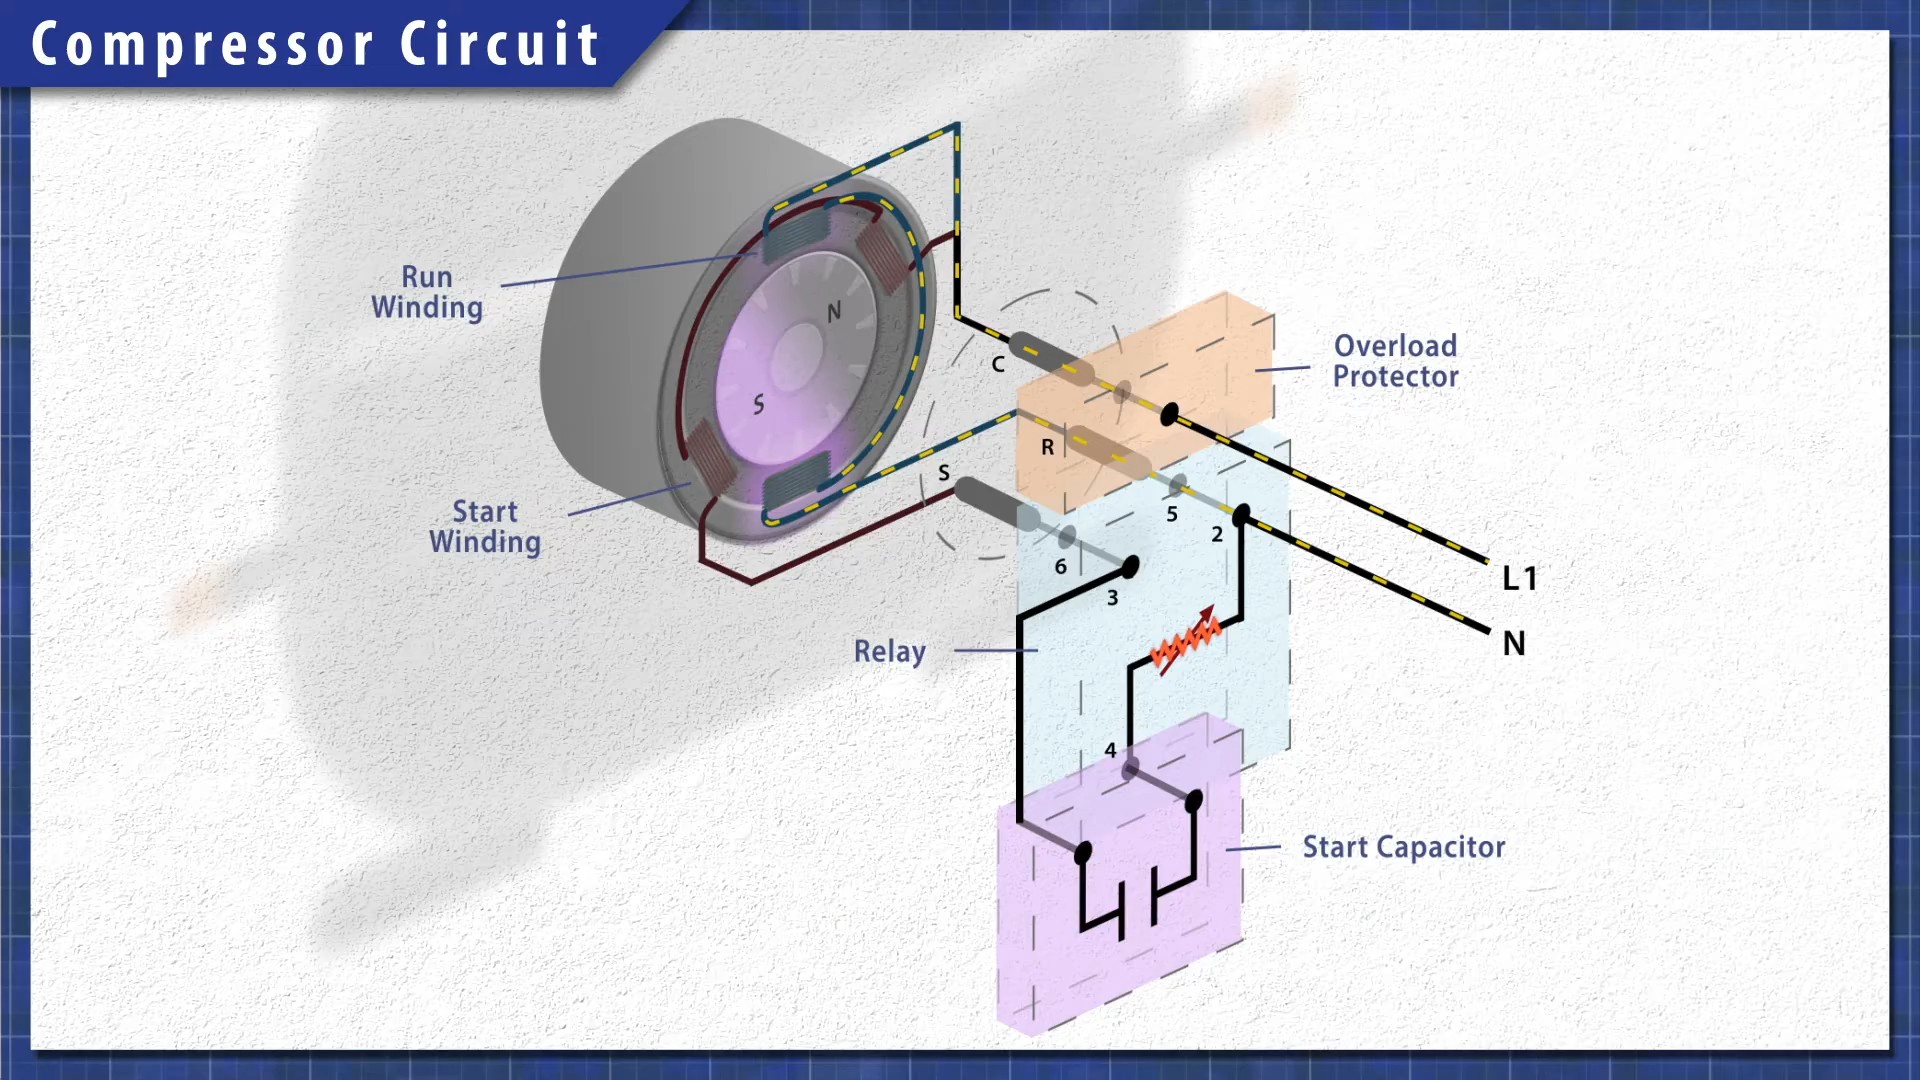 Compressor Circuit
Run
Winding
N
S
Start
Winding
C
R
S
Overload
Protector
5
2
6
3
L1
N
Relay
4
Start Capacitor